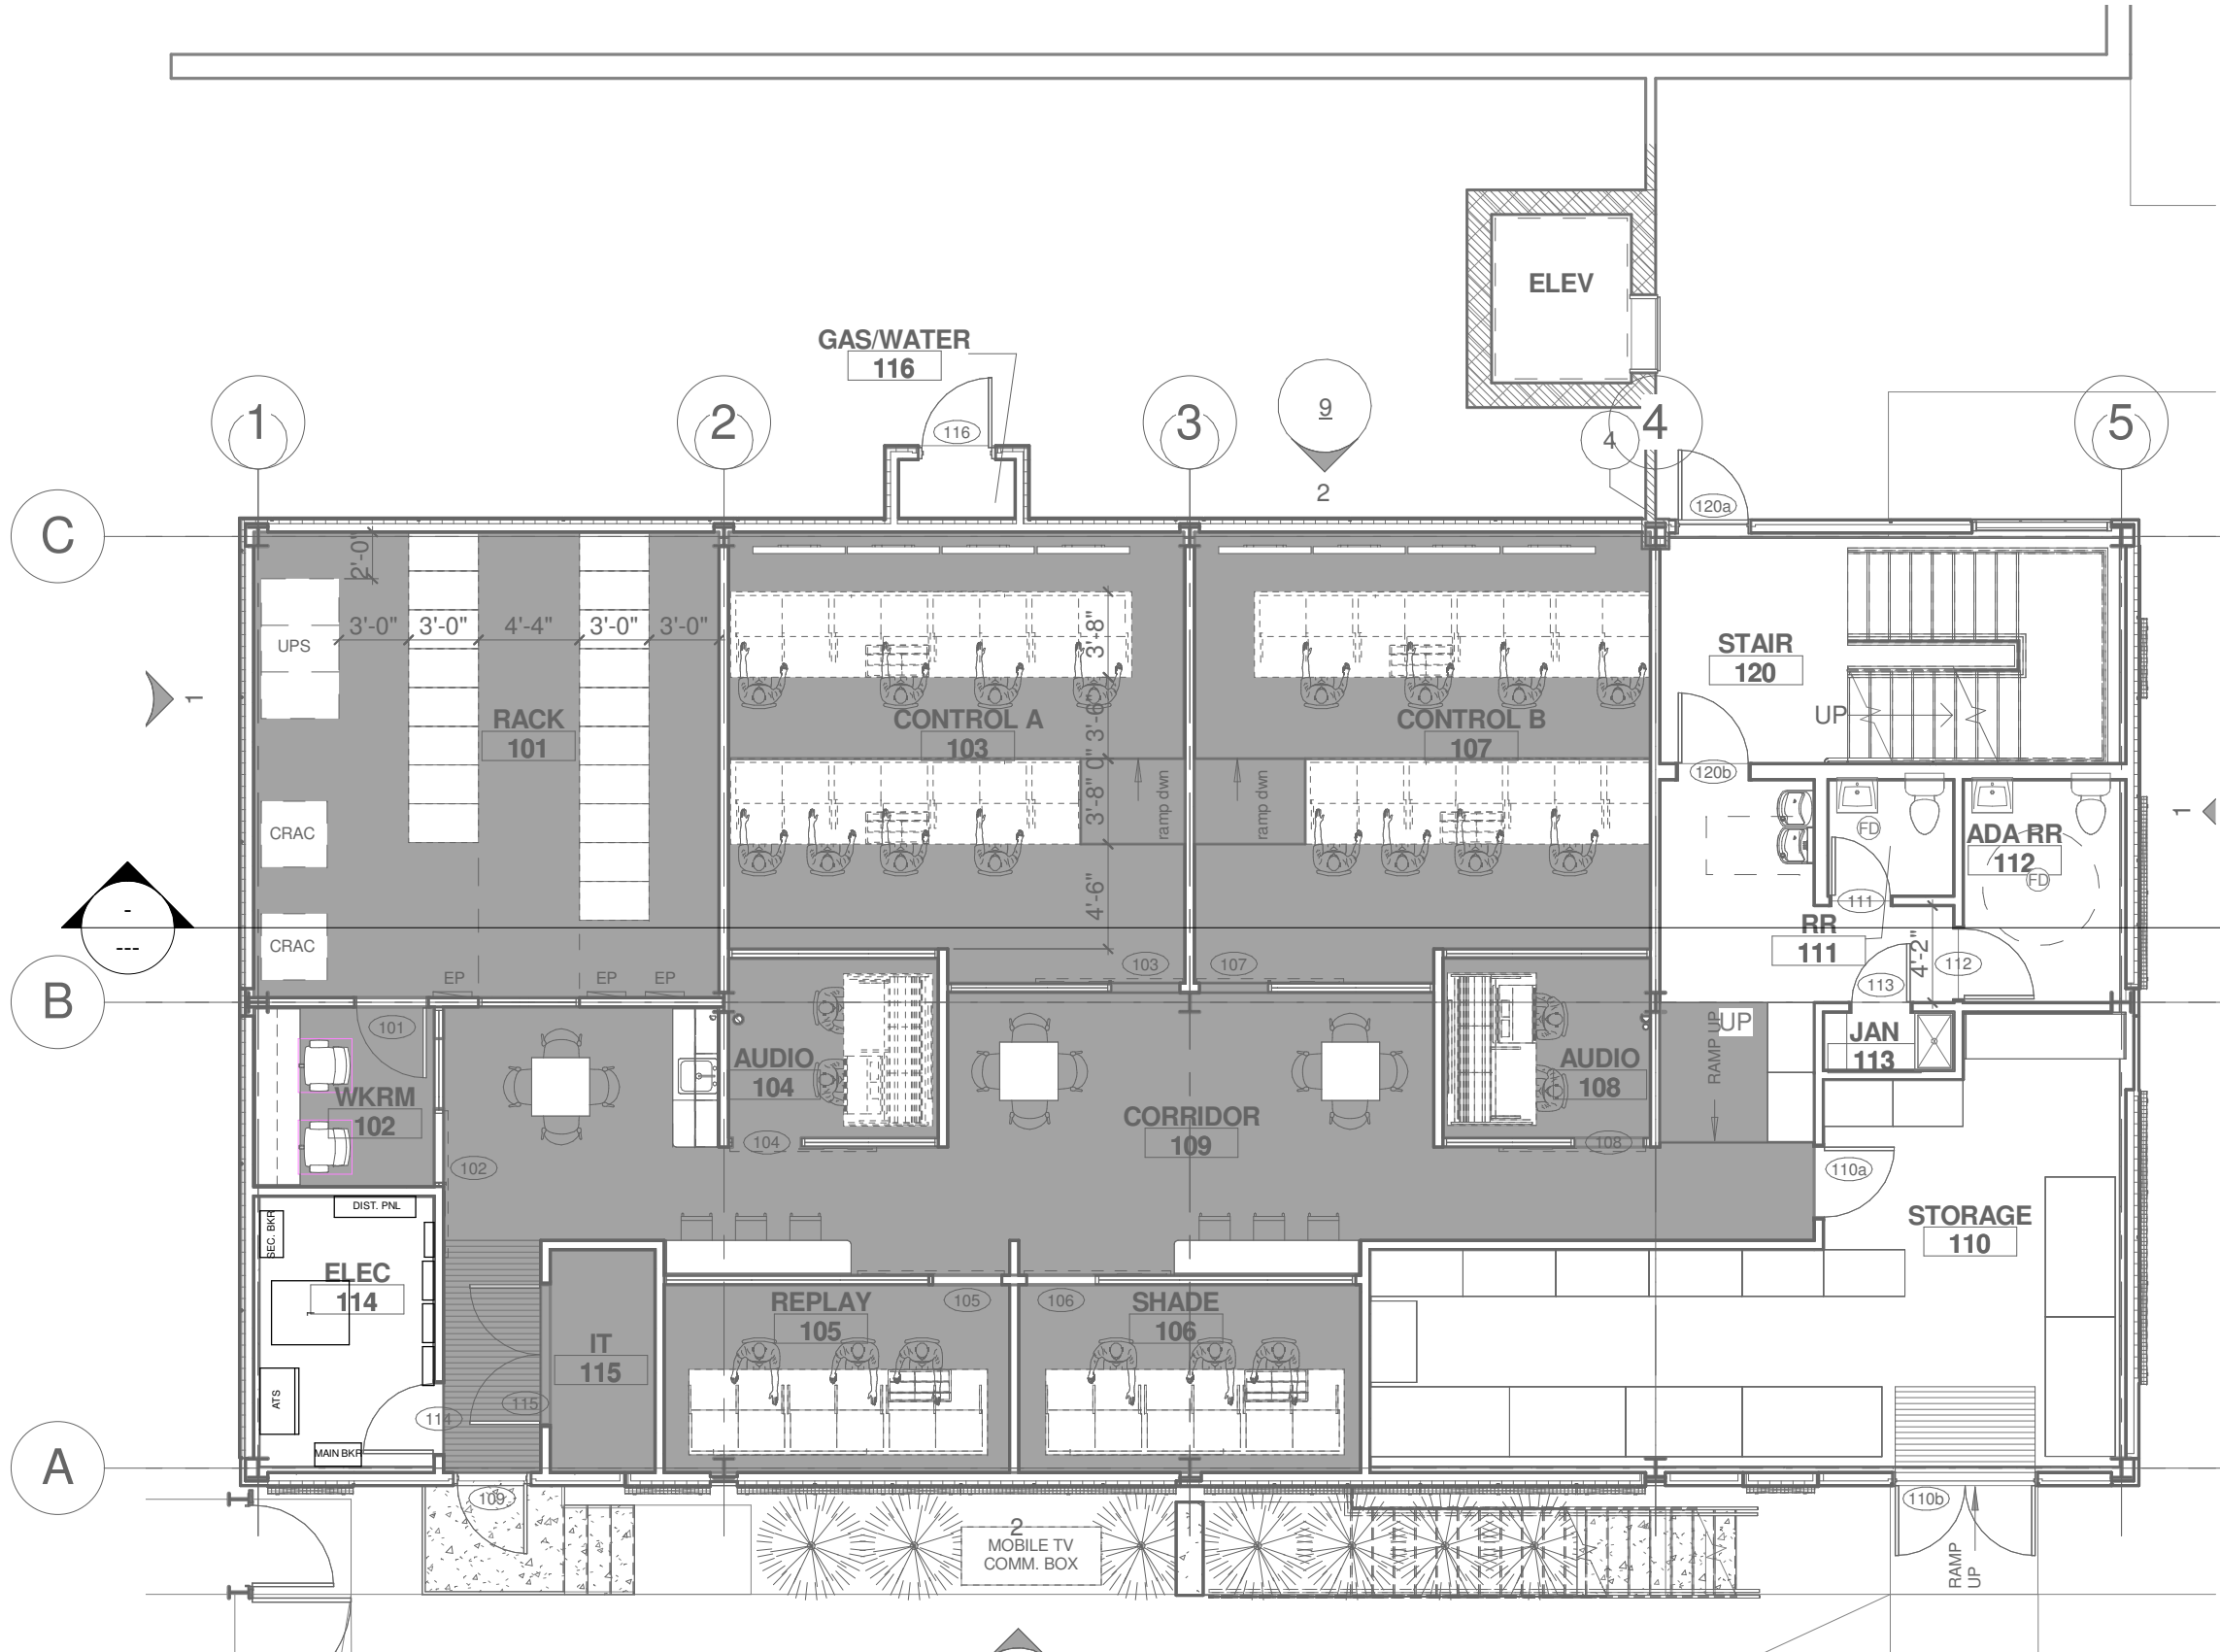 ELEV
GAS/WATER
116
116
1
2
3
9
2
4
4
5
120a
C
2'-0"
3'-0"
3'-0"
4'-4"
3'-0"
3'-0"
UPS
3'-8"
STAIR
120
UP
1
RACK
101
CONTROL A
103
3'-6"
CONTROL B
107
0"
3'-8"
ramp dwn
ramp dwn
120b
1
CRAC
FD
ADA RR
112
FD
4'-6"
111
RR
111
4'-2"
-
---
CRAC
EP
EP
EP
103
107
112
113
B
101
UP
RAMP UP
JAN
113
AUDIO
104
AUDIO
108
WKRM
102
CORRIDOR
109
104
108
102
110a
DIST. PNL
SEC. BKR
STORAGE
110
ELEC
114
REPLAY
105
105
106
SHADE
106
IT
115
ATS
115
114
MAIN BKR
A
109
110b
2
MOBILE TV
COMM. BOX
RAMP
UP